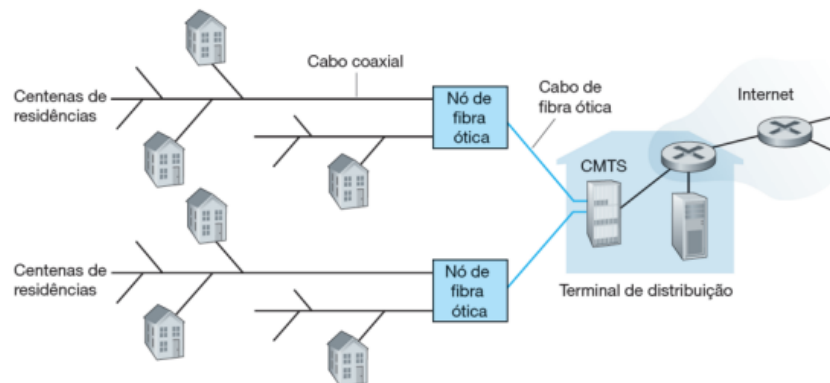 Cabo coaxial
Centenas de
residências
Nó de
fibra
ótica
Cabo de
fibra ótica
Internet
CMTS
Centenas de
residências
Nó de
fibra
ótica
Terminal de distribuição